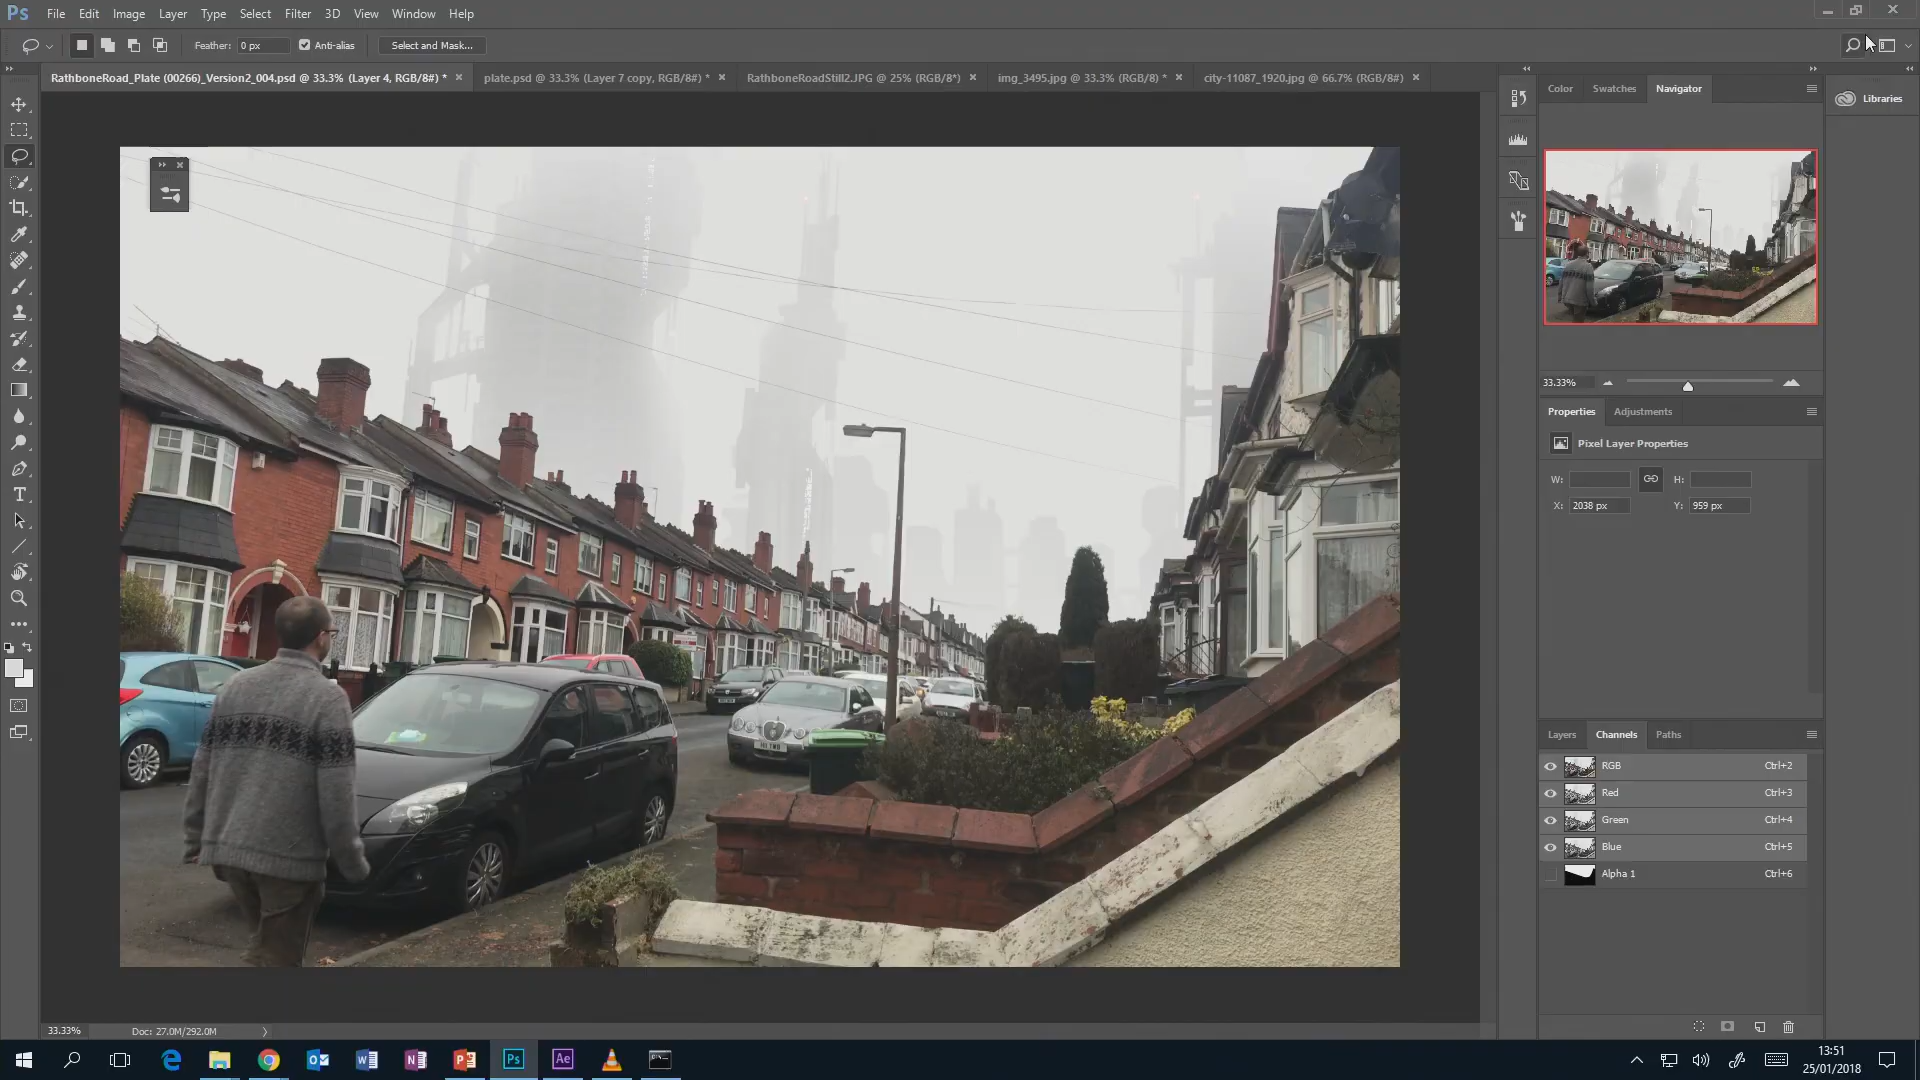 Ps File Edit Image Layer Type Select Filter 3D View Window Help
Feather: 0 px Anti-alias Select and Mask...
RathboneRoad_Plate (00266)_Version2_004.psd @ 33.3% (Layer 4, RGB/8#) *
plate.psd @ 33.3% (Layer 7 copy, RGB/8#) *
RathboneRoadStill2.JPG @ 25% (RGB/8*)
img_3495.jpg @ 33.3% (RGB/8) *
city-11087_1920.jpg @ 66.7% (RGB/8#)
Color Swatches Navigator
Libraries
33.33%
Properties Adjustments
Pixel Layer Properties
W: H:
X: 2038 px Y: 959 px
Layers Channels Paths
RGB Ctrl+2
Red Ctrl+3
Green Ctrl+4
Blue Ctrl+5
Alpha 1 Ctrl+6
33.33% Doc: 27.0M/292.0M
Ps Ae
13:51
25/01/2018